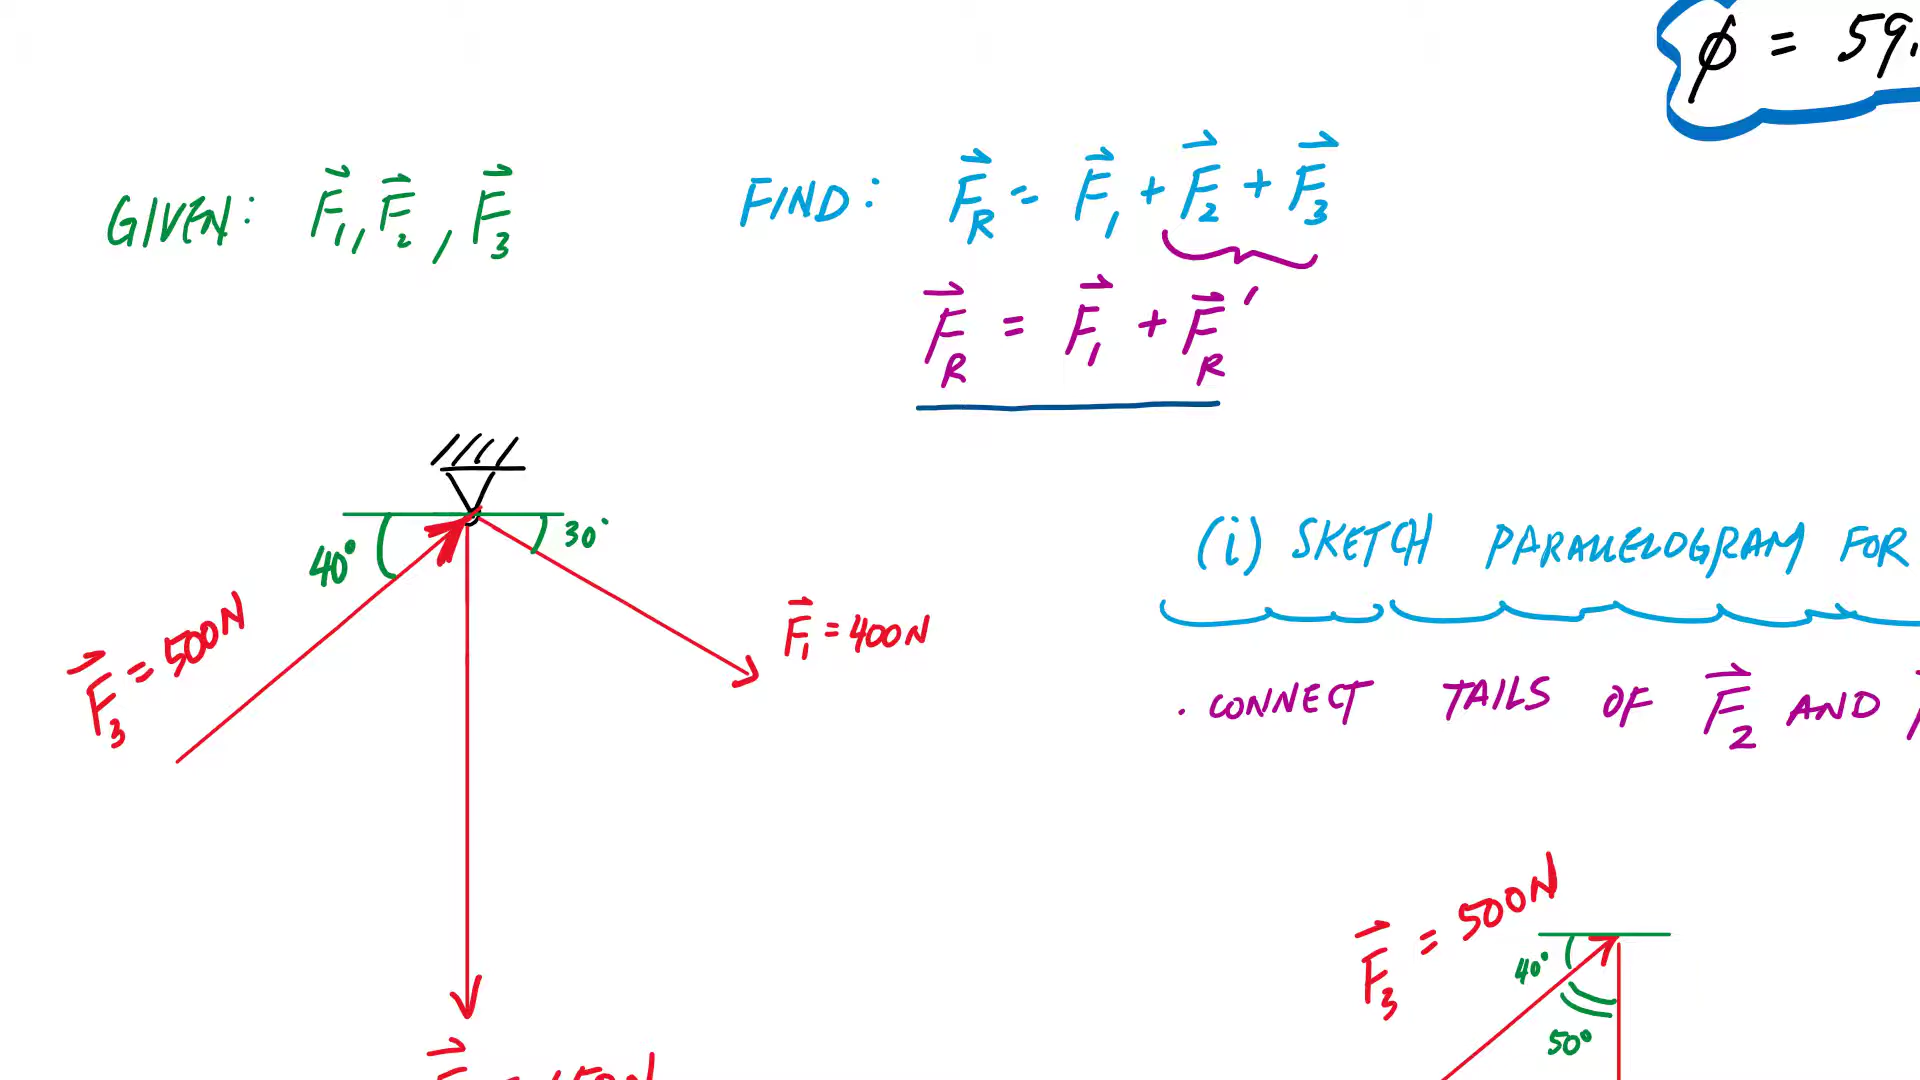 φ = 59.
GIVEN: F₁, F₂, F₃
FIND: F_R = F₁ + F₂ + F₃
F_R = F₁ + F_R'
40°
30°
F₃ = 500N
F₁ = 400N
(i) SKETCH PARALLELOGRAM FOR
· CONNECT TAILS OF F₂ AND
F₃ = 500N
40°
50°